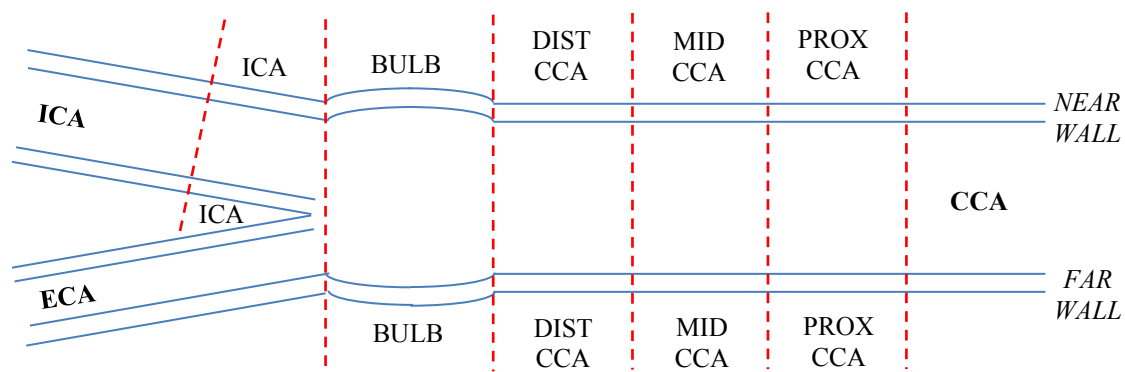 ICA
BULB
DIST
CCA
MID
CCA
PROX
CCA
NEAR
WALL
ICA
ICA
CCA
ECA
FAR
WALL
BULB
DIST
CCA
MID
CCA
PROX
CCA